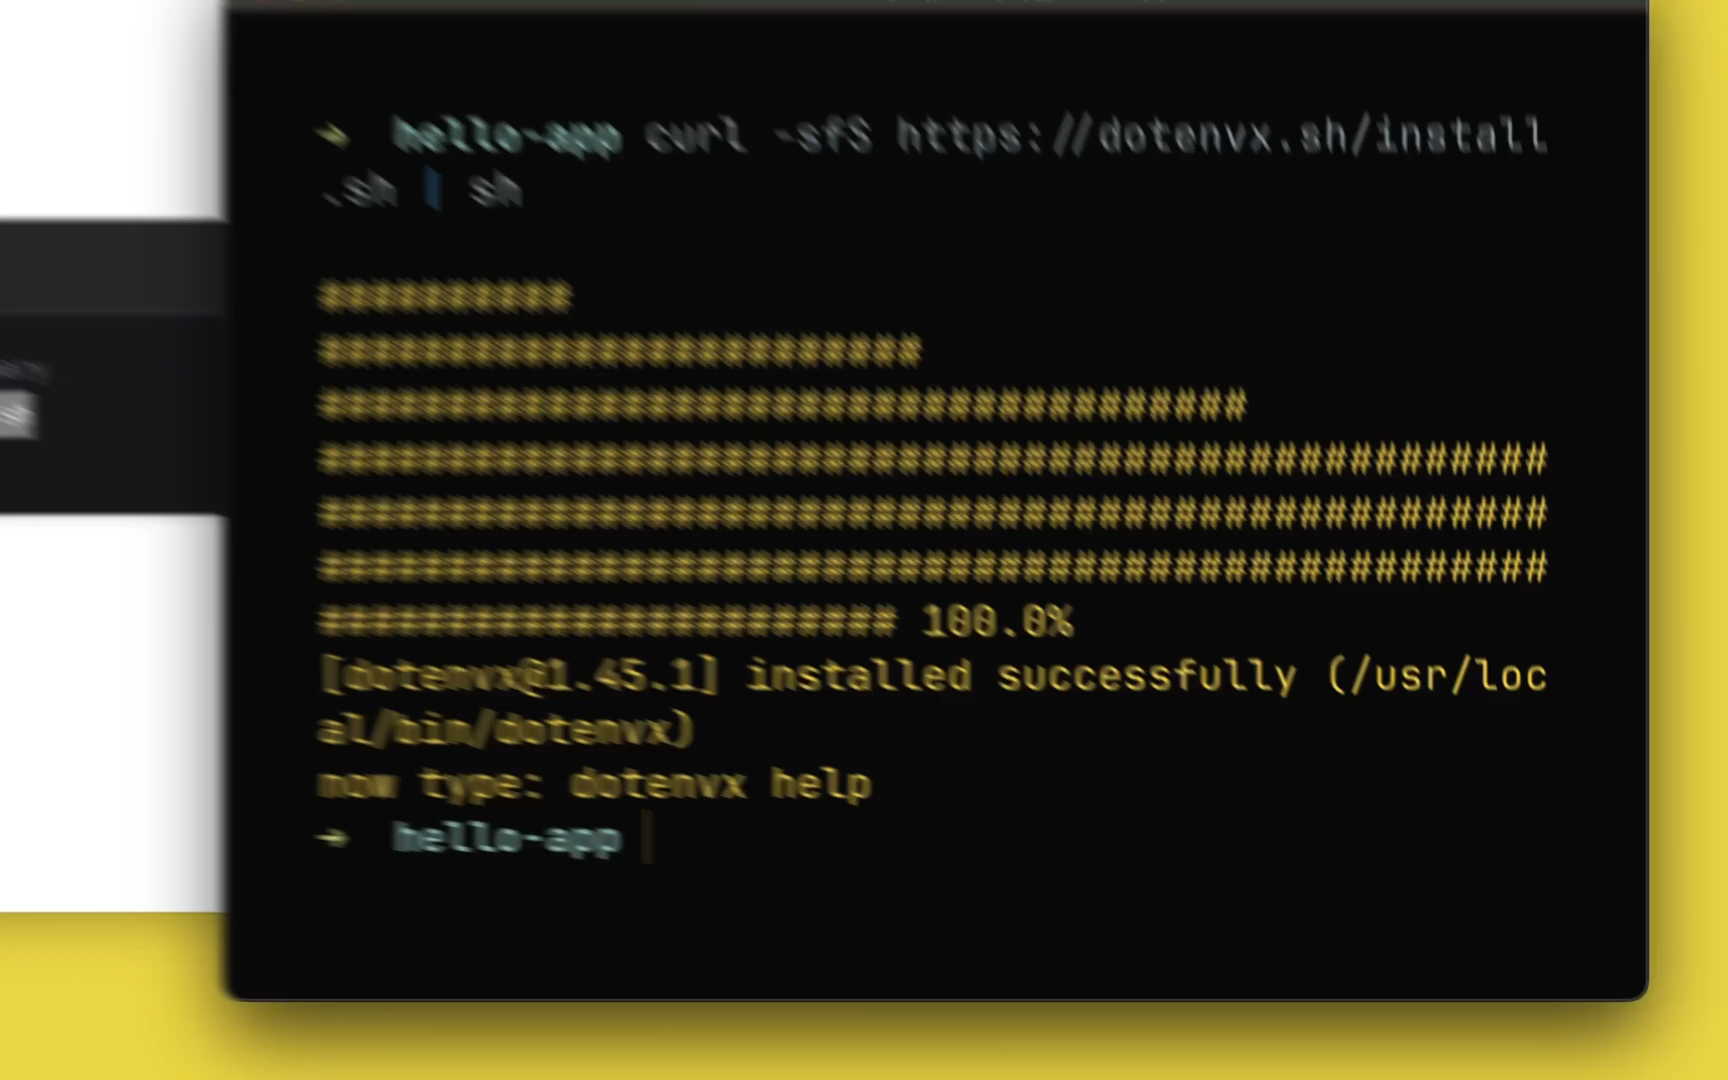 ➜ hello-app curl -sfS https://dotenvx.sh/install
.sh | sh
##########
########################
#####################################
#################################################
#################################################
#################################################
####################### 100.0%
[dotenvx@1.45.1] installed successfully (/usr/loc
al/bin/dotenvx)
now type: dotenvx help
➜ hello-app
sh